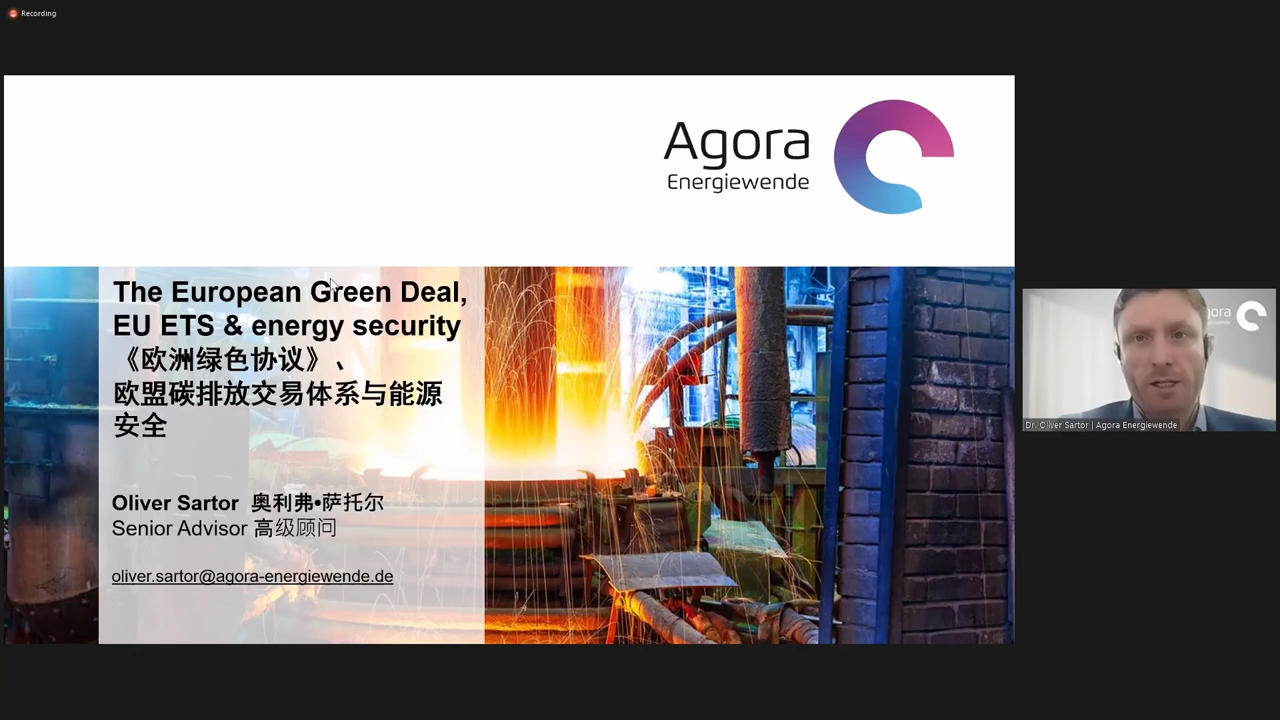 Recording
Agora
Energiewende
The European Green Deal,
EU ETS & energy security
《欧洲绿色协议》、
欧盟碳排放交易体系与能源
安全
Oliver Sartor 奥利弗•萨托尔
Senior Advisor 高级顾问
oliver.sartor@agora-energiewende.de
Dr. Oliver Sartor | Agora Energiewende